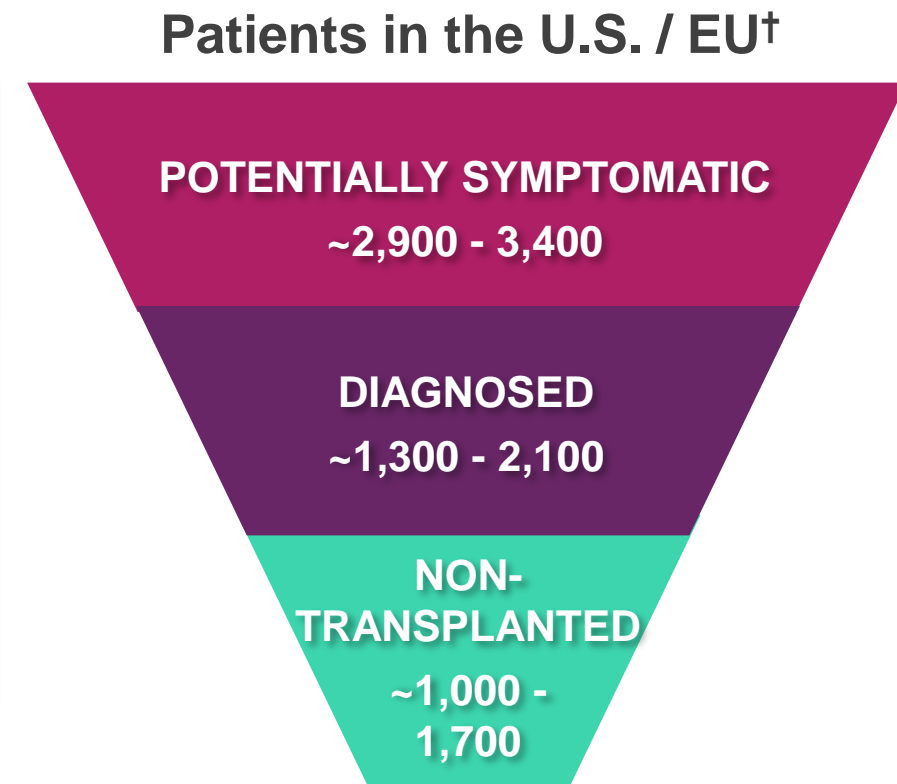 Patients in the U.S. / EU†
POTENTIALLY SYMPTOMATIC
~2,900 - 3,400
DIAGNOSED
~1,300 - 2,100
NON-
TRANSPLANTED
~1,000 -
1,700